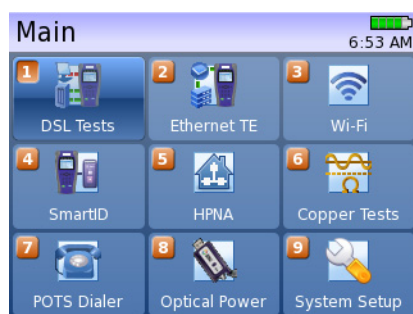 Main
6:53 AM
1
2
3
DSL Tests
Ethernet TE
Wi-Fi
4
5
6
SmartID
HPNA
Copper Tests
7
8
9
POTS Dialer
Optical Power
System Setup